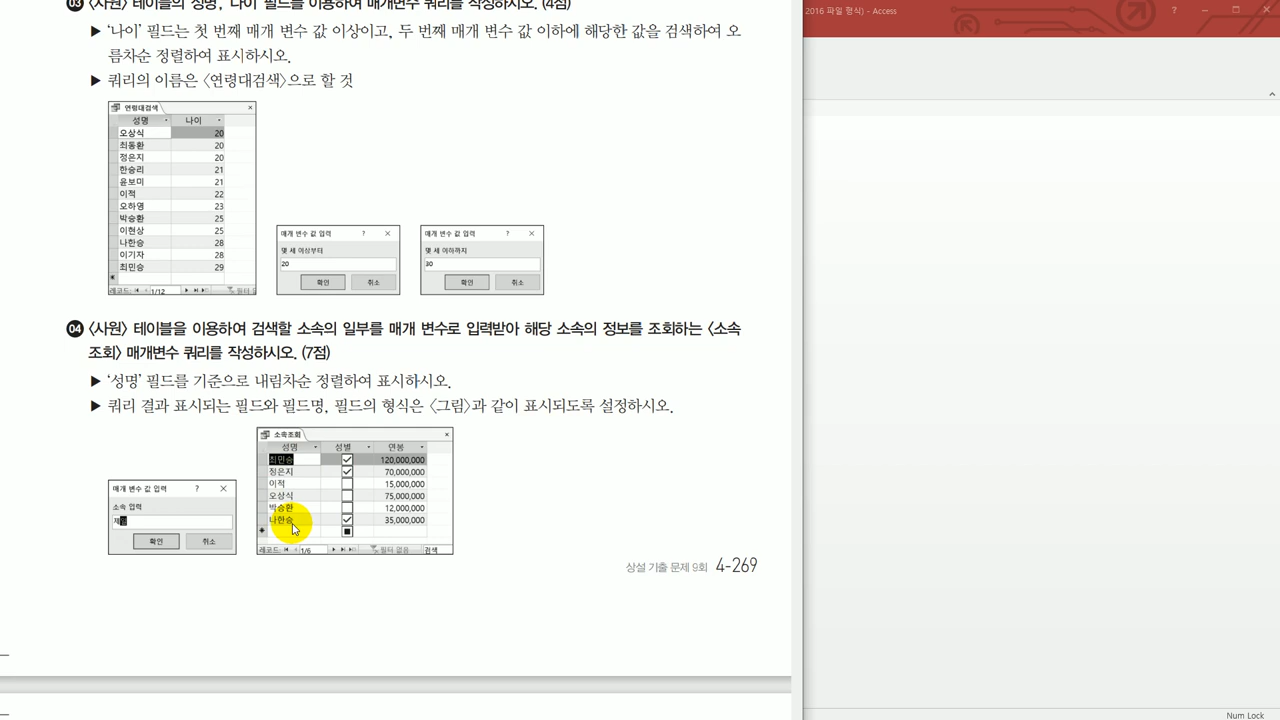 2016 파일 형식) - Access
03 〈사원〉 테이블의 '성명', '나이' 필드를 이용하여 매개변수 쿼리를 작성하시오. (4점)
▶ '나이' 필드는 첫 번째 매개 변수 값 이상이고, 두 번째 매개 변수 값 이하에 해당한 값을 검색하여 오
름차순 정렬하여 표시하시오.
▶ 쿼리의 이름은 〈연령대검색〉으로 할 것
연령대검색
성명 나이
오상식 20
최동환 20
정은지 20
한승리 21
윤보미 21
이적 22
오하영 23
박승환 25
이현상 25
나한승 28
이기자 28
최민승 29
레코드: 1/12 필터
매개 변수 값 입력 ? ×
몇 세 이상부터
20
확인 취소
매개 변수 값 입력 ? ×
몇 세 이하까지
30
확인 취소
04 〈사원〉 테이블을 이용하여 검색할 소속의 일부를 매개 변수로 입력받아 해당 소속의 정보를 조회하는 〈소속
조회〉 매개변수 쿼리를 작성하시오. (7점)
▶ '성명' 필드를 기준으로 내림차순 정렬하여 표시하시오.
▶ 쿼리 결과 표시되는 필드와 필드명, 필드의 형식은 〈그림〉과 같이 표시되도록 설정하시오.
매개 변수 값 입력 ? ×
소속 입력
확인 취소
소속조회
성명 성별 연봉
최민승 120,000,000
정은지 70,000,000
이적 15,000,000
오상식 75,000,000
박승환 12,000,000
나한승 35,000,000
레코드: 1/6 필터 없음 검색
상설 기출 문제 9회 4-269
Num Lock